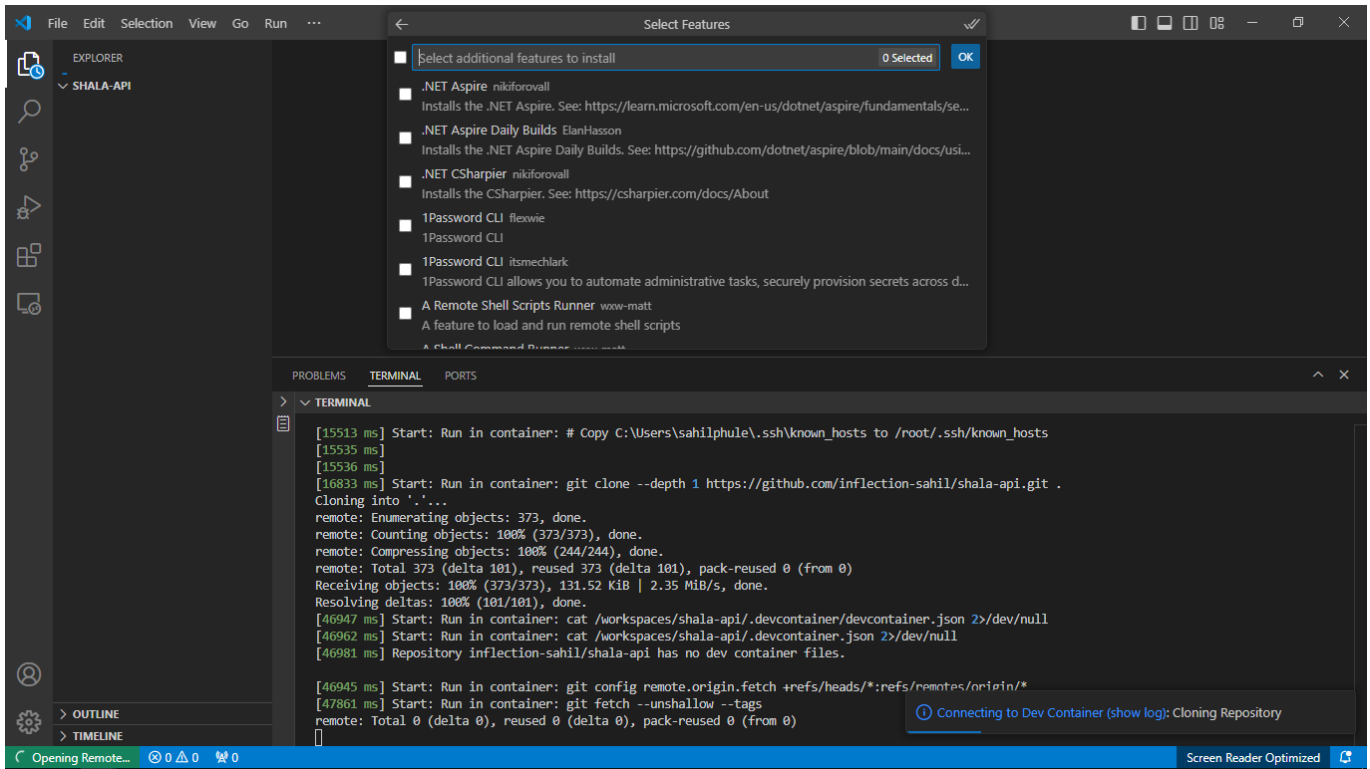 File Edit Selection View Go Run ···
Select Features
EXPLORER
SHALA-API
Select additional features to install
0 Selected
OK
.NET Aspire nikiforovall
Installs the .NET Aspire. See: https://learn.microsoft.com/en-us/dotnet/aspire/fundamentals/se...
.NET Aspire Daily Builds ElanHasson
Installs the .NET Aspire Daily Builds. See: https://github.com/dotnet/aspire/blob/main/docs/usi...
.NET CSharpier nikiforovall
Installs the CSharpier. See: https://csharpier.com/docs/About
1Password CLI flexwie
1Password CLI
1Password CLI itsmechlark
1Password CLI allows you to automate administrative tasks, securely provision secrets across d...
A Remote Shell Scripts Runner wxw-matt
A feature to load and run remote shell scripts
A Shell Command Runner wxw-matt
PROBLEMS TERMINAL PORTS
TERMINAL
[15513 ms] Start: Run in container: # Copy C:\Users\sahilphule\.ssh\known_hosts to /root/.ssh/known_hosts
[15535 ms]
[15536 ms]
[16833 ms] Start: Run in container: git clone --depth 1 https://github.com/inflection-sahil/shala-api.git .
Cloning into '.'...
remote: Enumerating objects: 373, done.
remote: Counting objects: 100% (373/373), done.
remote: Compressing objects: 100% (244/244), done.
remote: Total 373 (delta 101), reused 373 (delta 101), pack-reused 0 (from 0)
Receiving objects: 100% (373/373), 131.52 KiB | 2.35 MiB/s, done.
Resolving deltas: 100% (101/101), done.
[46947 ms] Start: Run in container: cat /workspaces/shala-api/.devcontainer/devcontainer.json 2>/dev/null
[46962 ms] Start: Run in container: cat /workspaces/shala-api/.devcontainer.json 2>/dev/null
[46981 ms] Repository inflection-sahil/shala-api has no dev container files.
[46945 ms] Start: Run in container: git config remote.origin.fetch +refs/heads/*:refs/remotes/origin/*
[47861 ms] Start: Run in container: git fetch --unshallow --tags
remote: Total 0 (delta 0), reused 0 (delta 0), pack-reused 0 (from 0)
Connecting to Dev Container (show log): Cloning Repository
OUTLINE
TIMELINE
Opening Remote... 0 0 0
Screen Reader Optimized